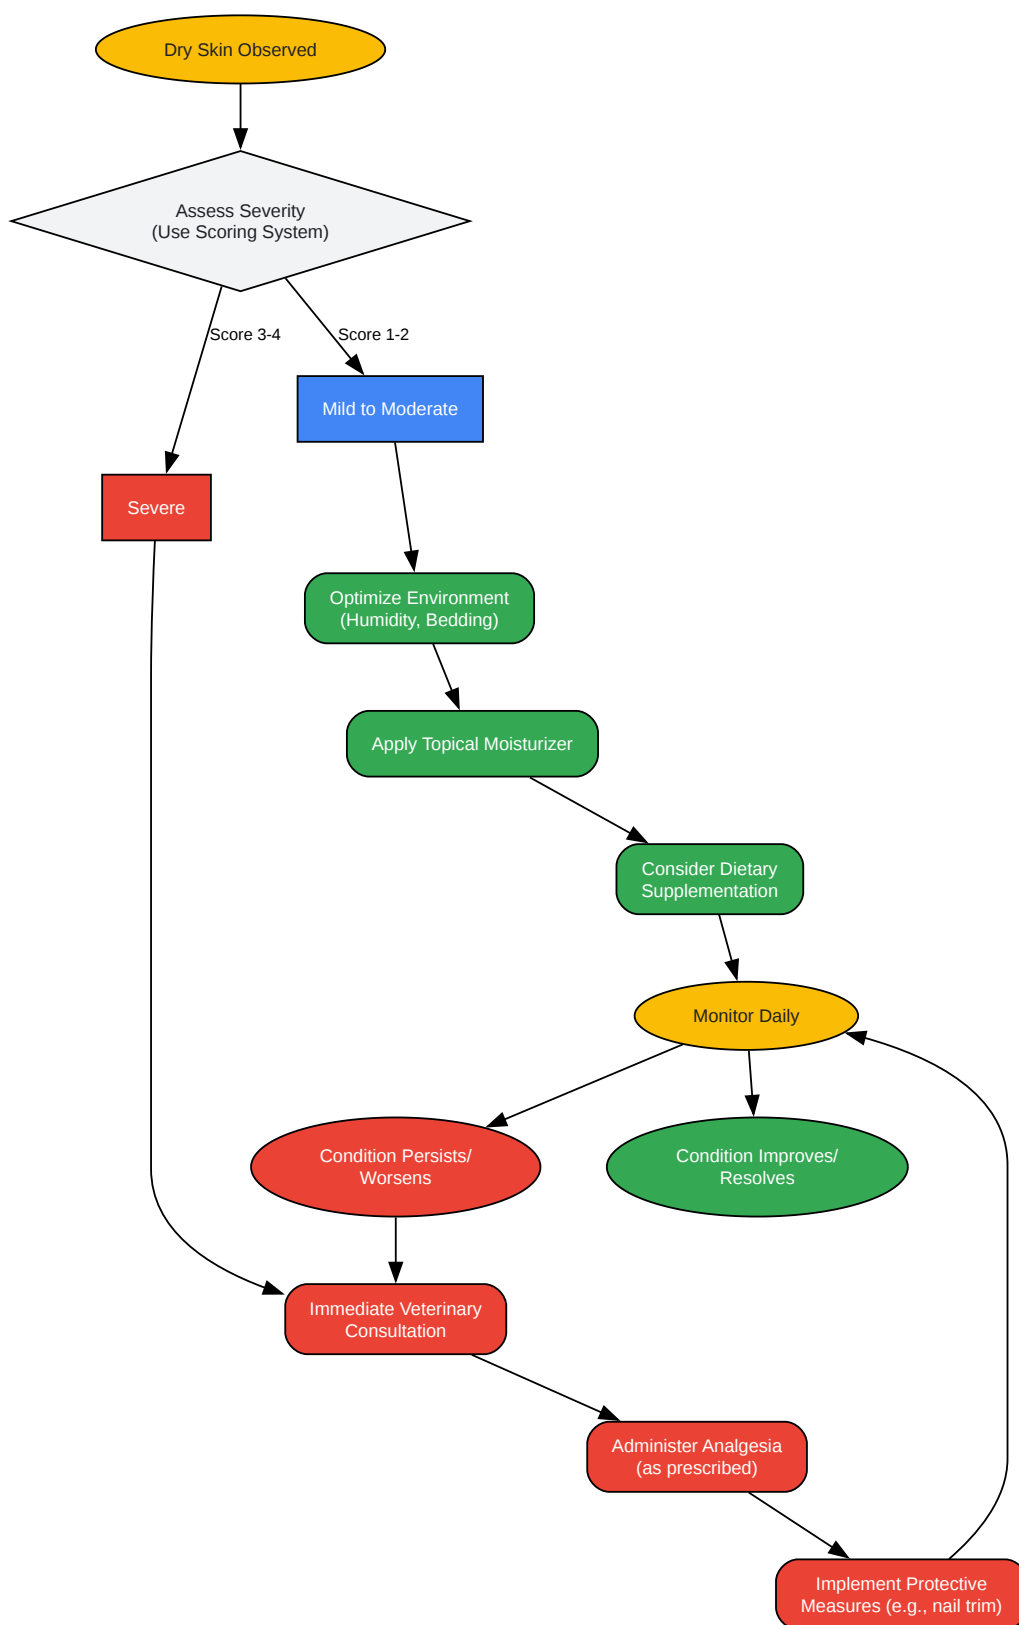 Dry Skin Observed
Assess Severity
(Use Scoring System)
Score 3-4
Score 1-2
Mild to Moderate
Severe
Optimize Environment
(Humidity, Bedding)
Apply Topical Moisturizer
Consider Dietary
Supplementation
Monitor Daily
Condition Persists/
Worsens
Condition Improves/
Resolves
Immediate Veterinary
Consultation
Administer Analgesia
(as prescribed)
Implement Protective
Measures (e.g., nail trim)